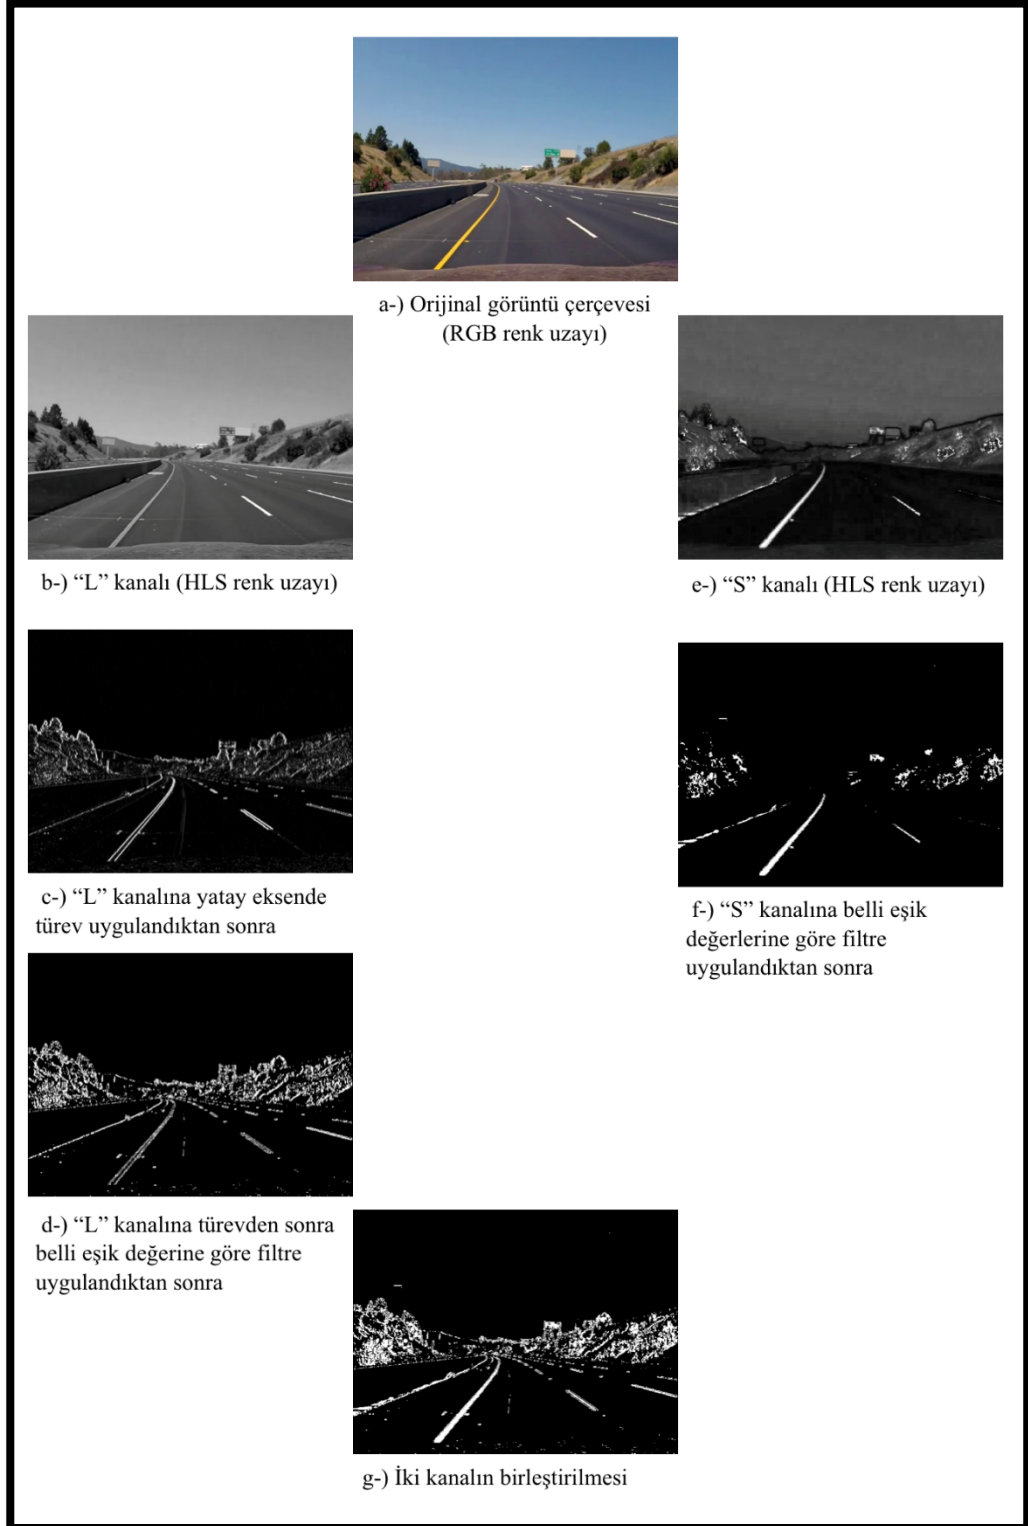 a-) Orijinal görüntü çerçevesi
(RGB renk uzayı)
b-) “L” kanalı (HLS renk uzayı)
e-) “S” kanalı (HLS renk uzayı)
c-) “L” kanalına yatay eksende
türev uygulandıktan sonra
f-) “S” kanalına belli eşik
değerlerine göre filtre
uygulandıktan sonra
d-) “L” kanalına türevden sonra
belli eşik değerine göre filtre
uygulandıktan sonra
g-) İki kanalın birleştirilmesi